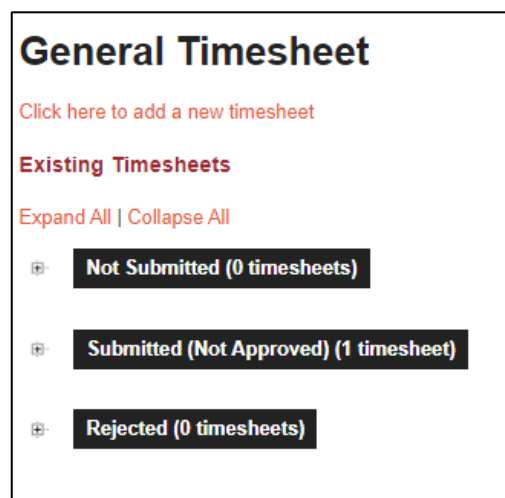 General Timesheet
Click here to add a new timesheet
Existing Timesheets
Expand All | Collapse All
Not Submitted (0 timesheets)
Submitted (Not Approved) (1 timesheet)
Rejected (0 timesheets)